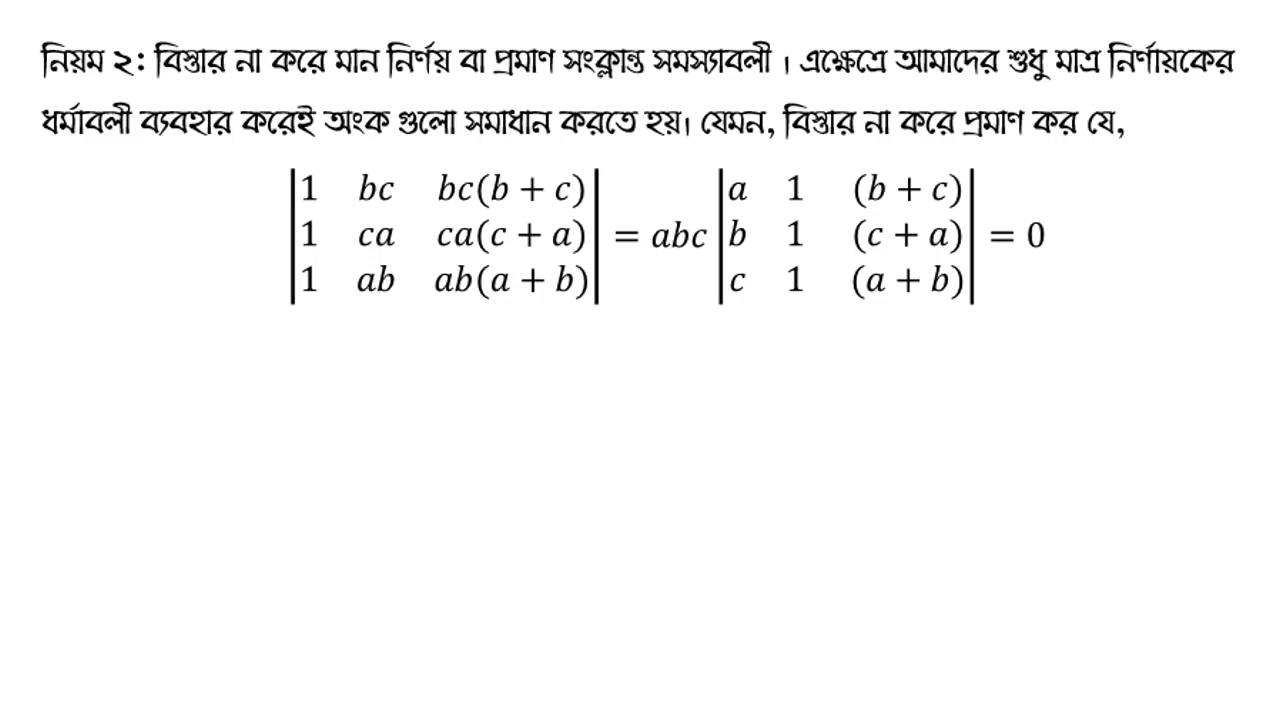 নিয়ম ২: বিস্তার না করে মান নির্ণয় বা প্রমাণ সংক্লান্ত সমস্যাবলী । এক্ষেত্রে আমাদের শুধু মাত্র নির্ণায়কের
ধর্মাবলী ব্যবহার করেই অংক গুলো সমাধান করতে হয়। যেমন, বিস্তার না করে প্রমাণ কর যে,
|1 bc bc(b + c)| |a 1 (b + c)|
|1 ca ca(c + a)| = abc |b 1 (c + a)| = 0
|1 ab ab(a + b)| |c 1 (a + b)|